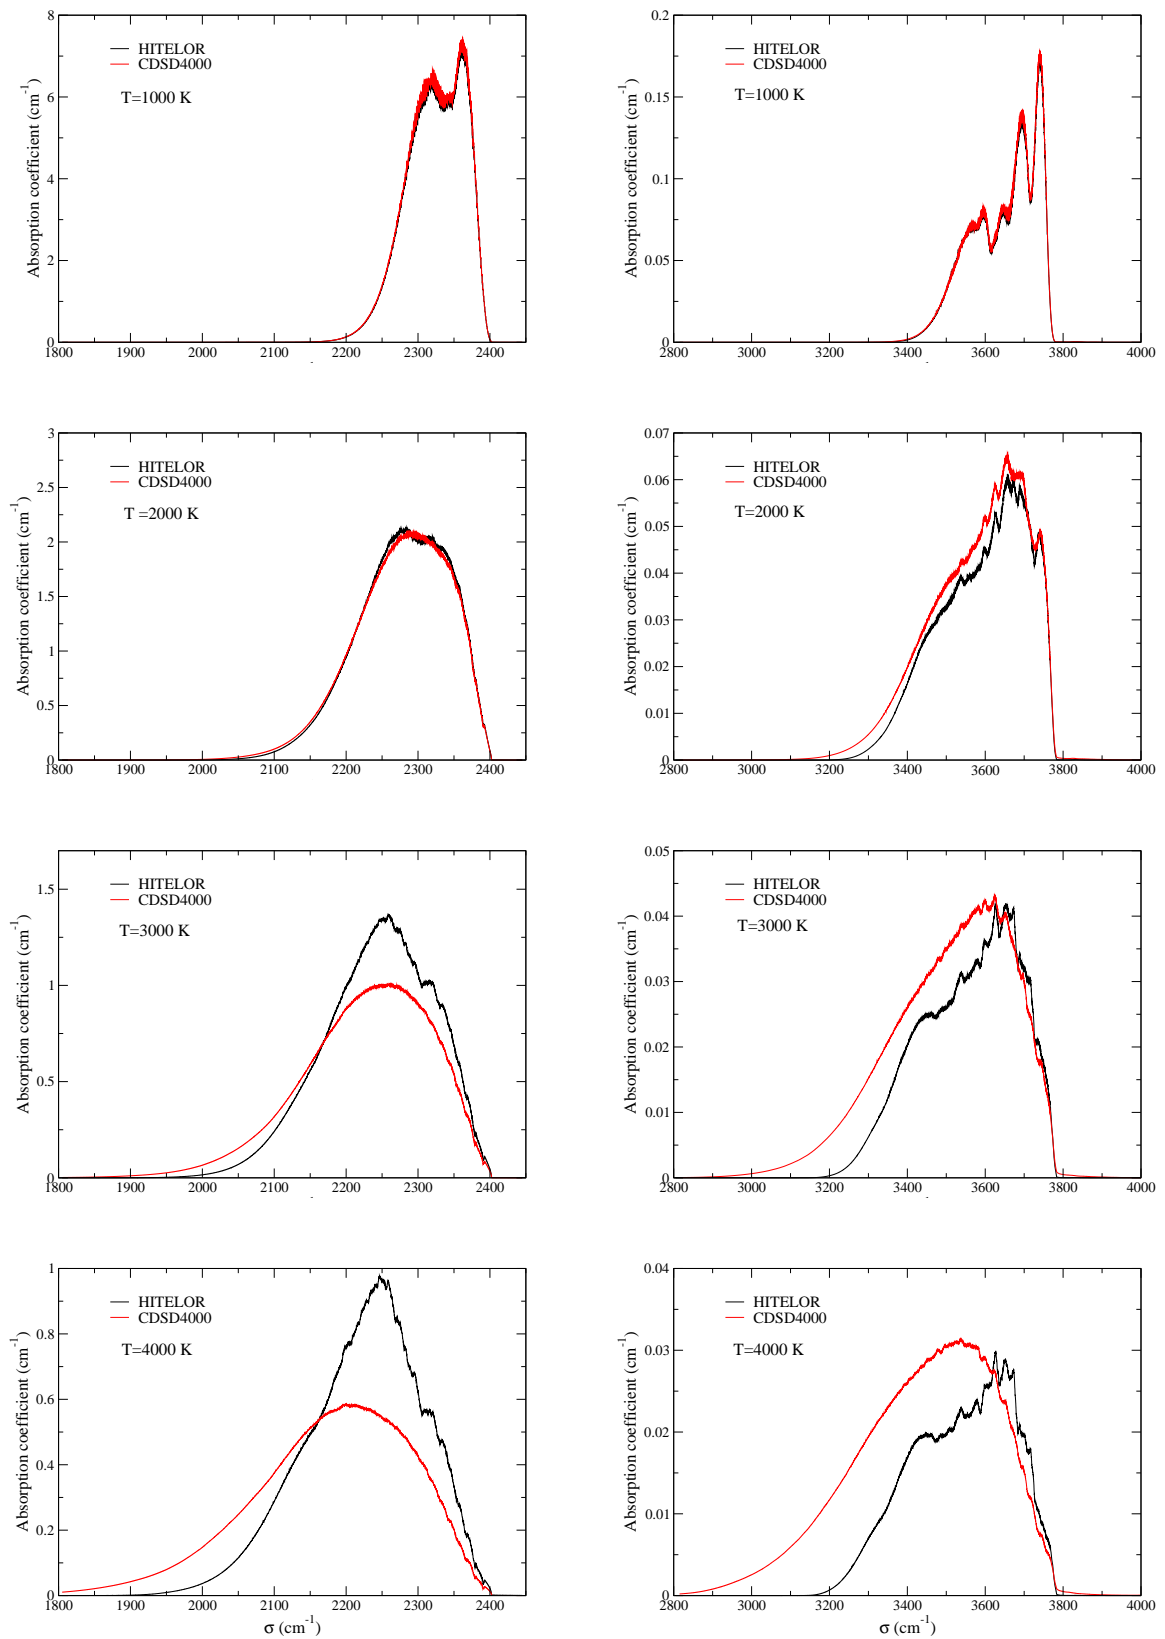 8
6
4
2
0
Absorption coefficient (cm-1)
HITELOR
CDSD4000
T=1000 K
1800 1900 2000 2100 2200 2300 2400
0.2
0.15
0.1
0.05
0
Absorption coefficient (cm-1)
HITELOR
CDSD4000
T=1000 K
2800 3000 3200 3400 3600 3800 4000
3
2.5
2
1.5
1
0.5
0
Absorption coefficient (cm-1)
HITELOR
CDSD4000
T =2000 K
1800 1900 2000 2100 2200 2300 2400
0.07
0.06
0.05
0.04
0.03
0.02
0.01
0
Absorption coefficient (cm-1)
HITELOR
CDSD4000
T=2000 K
2800 3000 3200 3400 3600 3800 4000
1.5
1
0.5
0
Absorption coefficient (cm-1)
HITELOR
CDSD4000
T=3000 K
1800 1900 2000 2100 2200 2300 2400
0.05
0.04
0.03
0.02
0.01
0
Absorption coefficient (cm-1)
HITELOR
CDSD4000
T=3000 K
2800 3000 3200 3400 3600 3800 4000
1
0.8
0.6
0.4
0.2
0
Absorption coefficient (cm-1)
HITELOR
CDSD4000
T=4000 K
1800 1900 2000 2100 2200 2300 2400
σ (cm-1)
0.04
0.03
0.02
0.01
0
Absorption coefficient (cm-1)
HITELOR
CDSD4000
T=4000 K
2800 3000 3200 3400 3600 3800 4000
σ (cm-1)